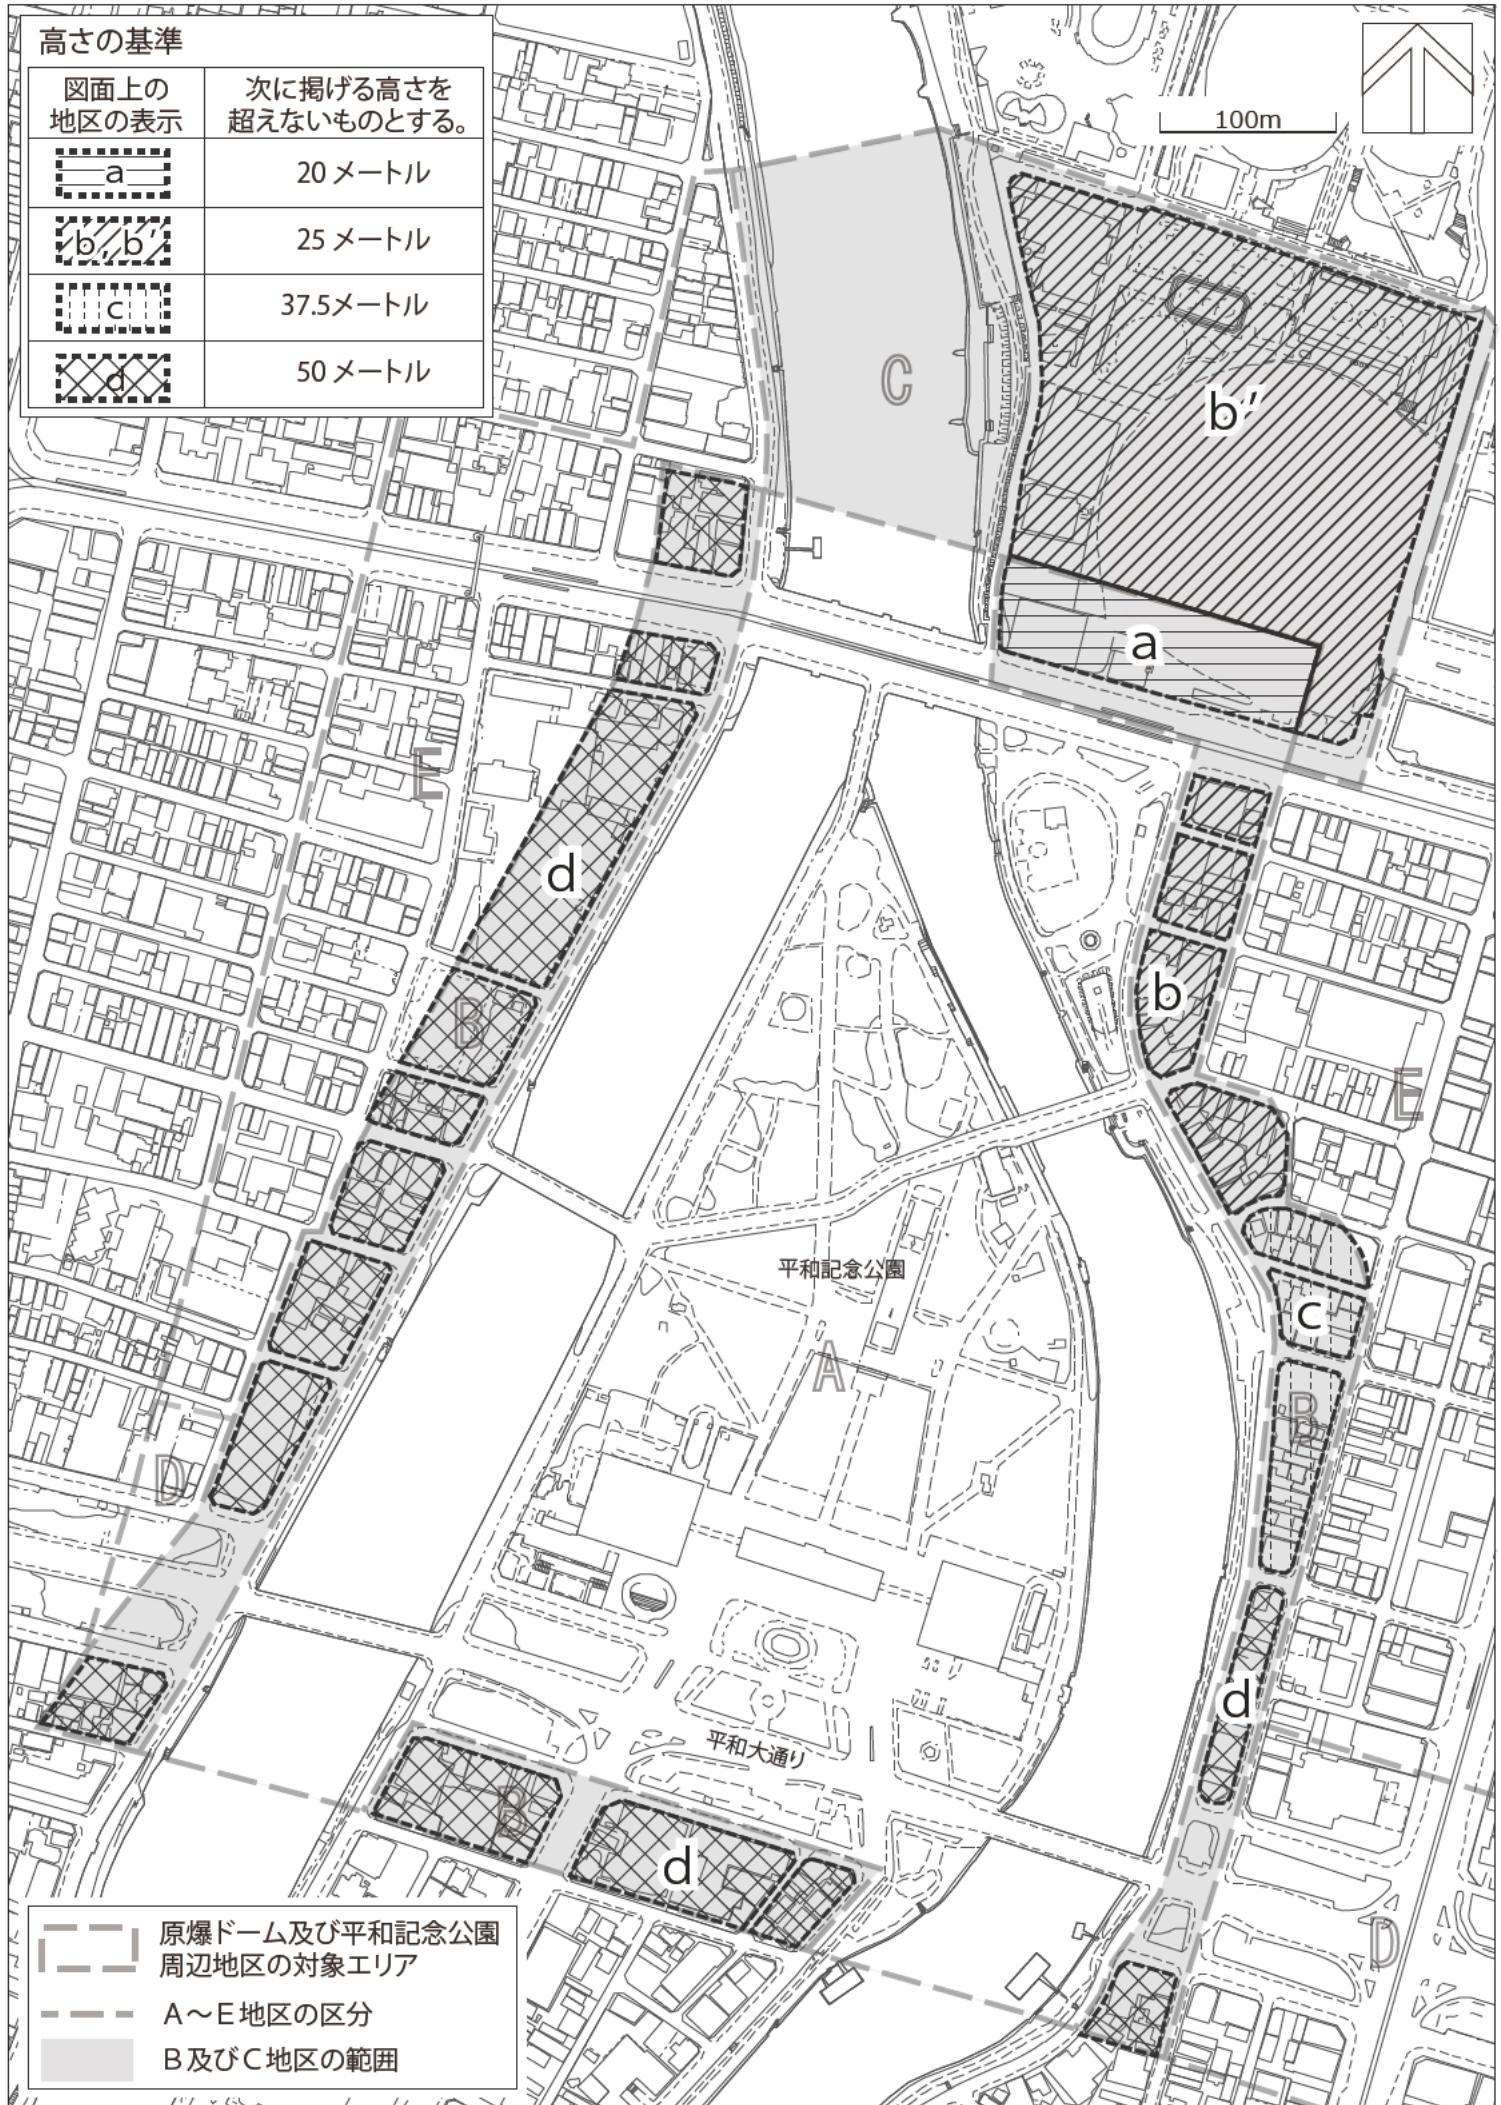 高さの基準
図面上の
地区の表示
次に掲げる高さを
超えないものとする。
a
20メートル
b, b’
25メートル
c
37.5メートル
d
50メートル
100m
C
b’
a
E
d
b
B
E
c
平和記念公園
A
B
D
d
平和大通り
B
d
D
原爆ドーム及び平和記念公園
周辺地区の対象エリア
A～E地区の区分
B及びC地区の範囲